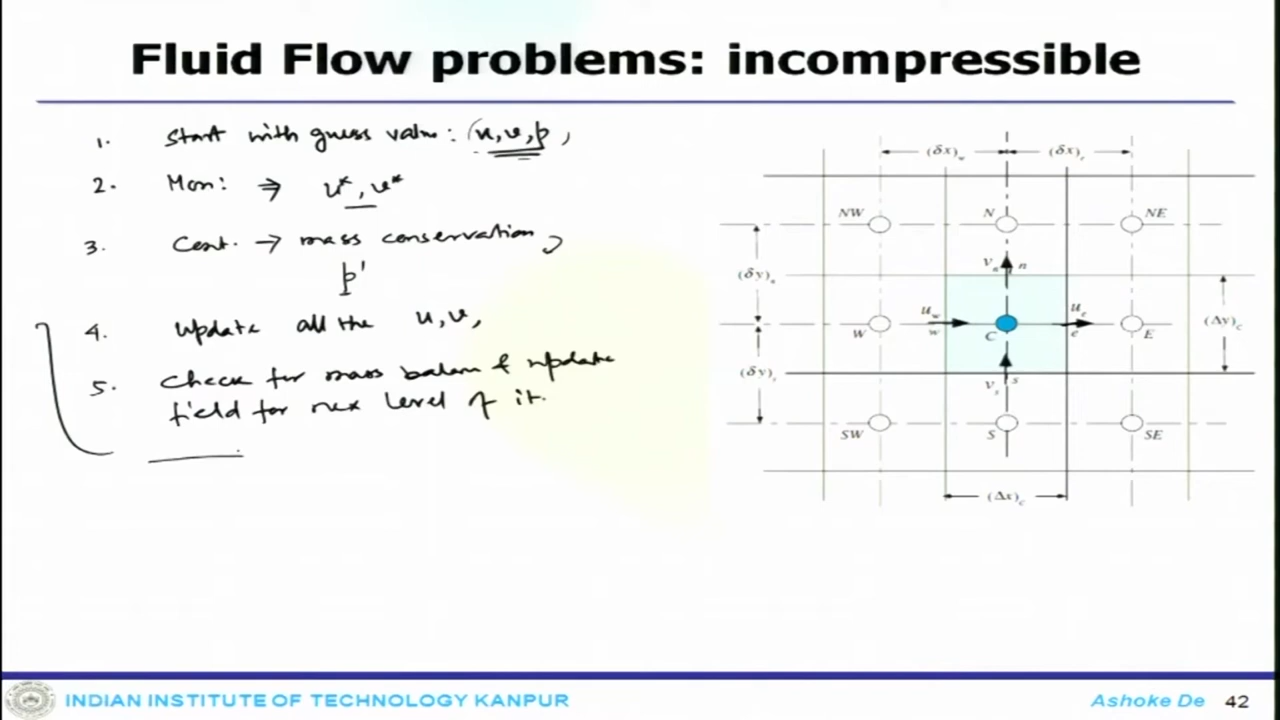 Fluid Flow problems: incompressible
1. Start with guess value: (u, v, p,
2. Mom: ⇒ u*, v*
3. Cont. → mass conservation,
p'
4. Update all the u, v,
5. Check for mass balan & update
field for nex level of it.
(δx)w (δx)e
NW N NE
vn n
(δy)n
uw ue
W w C e E
(Δy)C
(δy)s
vs s
SW S SE
(Δx)C
INDIAN INSTITUTE OF TECHNOLOGY KANPUR
Ashoke De 42